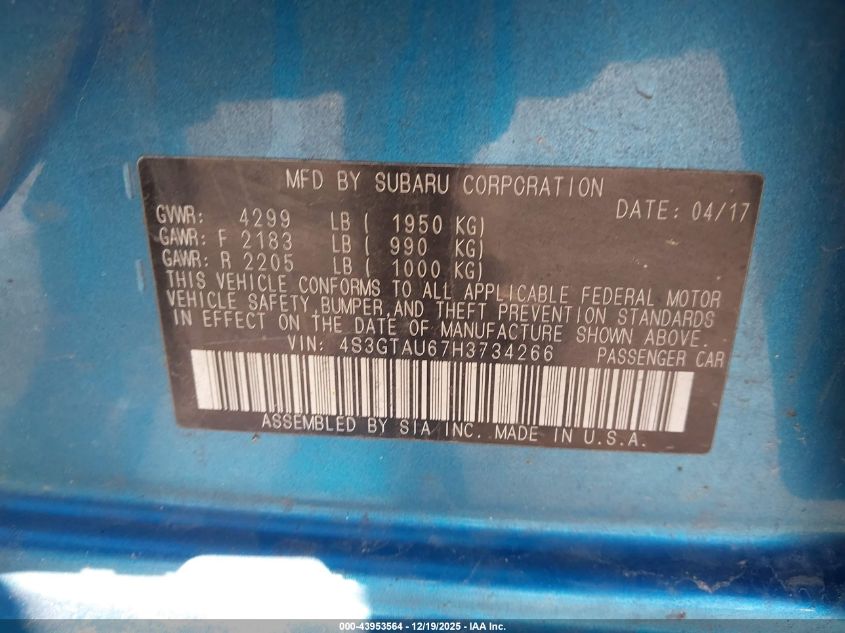 MFD BY SUBARU CORPORATION
DATE: 04/17
GVWR: 4299 LB ( 1950 KG)
GAWR: F 2183 LB ( 990 KG)
GAWR: R 2205 LB ( 1000 KG)
THIS VEHICLE CONFORMS TO ALL APPLICABLE FEDERAL MOTOR
VEHICLE SAFETY,BUMPER,AND THEFT PREVENTION STANDARDS
IN EFFECT ON THE DATE OF MANUFACTURE SHOWN ABOVE.
VIN: 4S3GTAU67H3734266 PASSENGER CAR
ASSEMBLED BY SIA INC. MADE IN U.S.A.
000-43953564 - 12/19/2025 - IAA Inc.